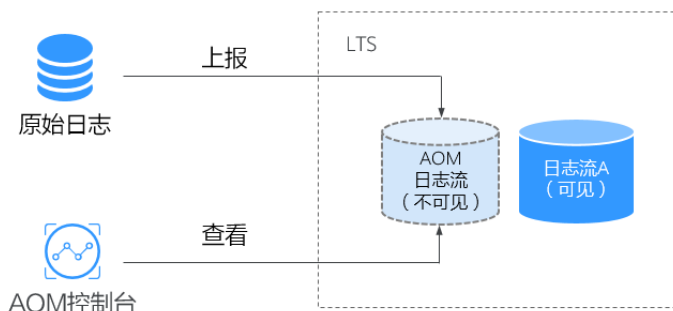 上报
LTS
原始日志
AOM
日志流
（不可见）
日志流A
（可见）
查看
AOM控制台